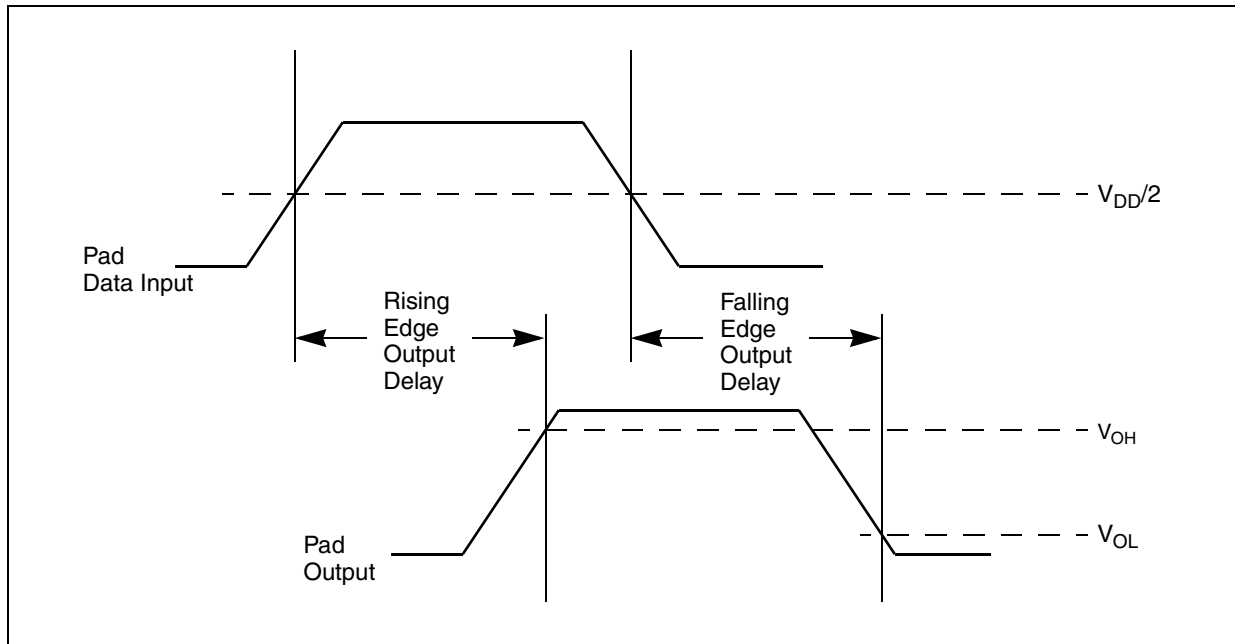 V_DD/2
Pad
Data Input
Rising
Edge
Output
Delay
Falling
Edge
Output
Delay
V_OH
V_OL
Pad
Output